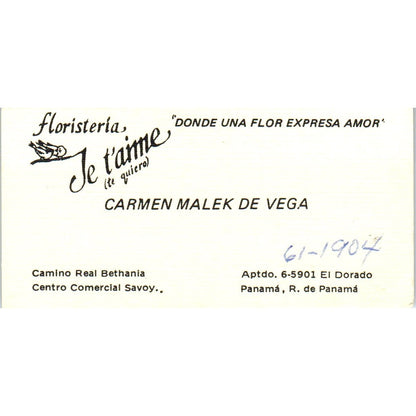 floristería,
"DONDE UNA FLOR EXPRESA AMOR"
Je t'aime
(te quiero)
CARMEN MALEK DE VEGA
61-1904
Camino Real Bethania
Centro Comercial Savoy..
Aptdo. 6-5901 El Dorado
Panamá, R. de Panamá